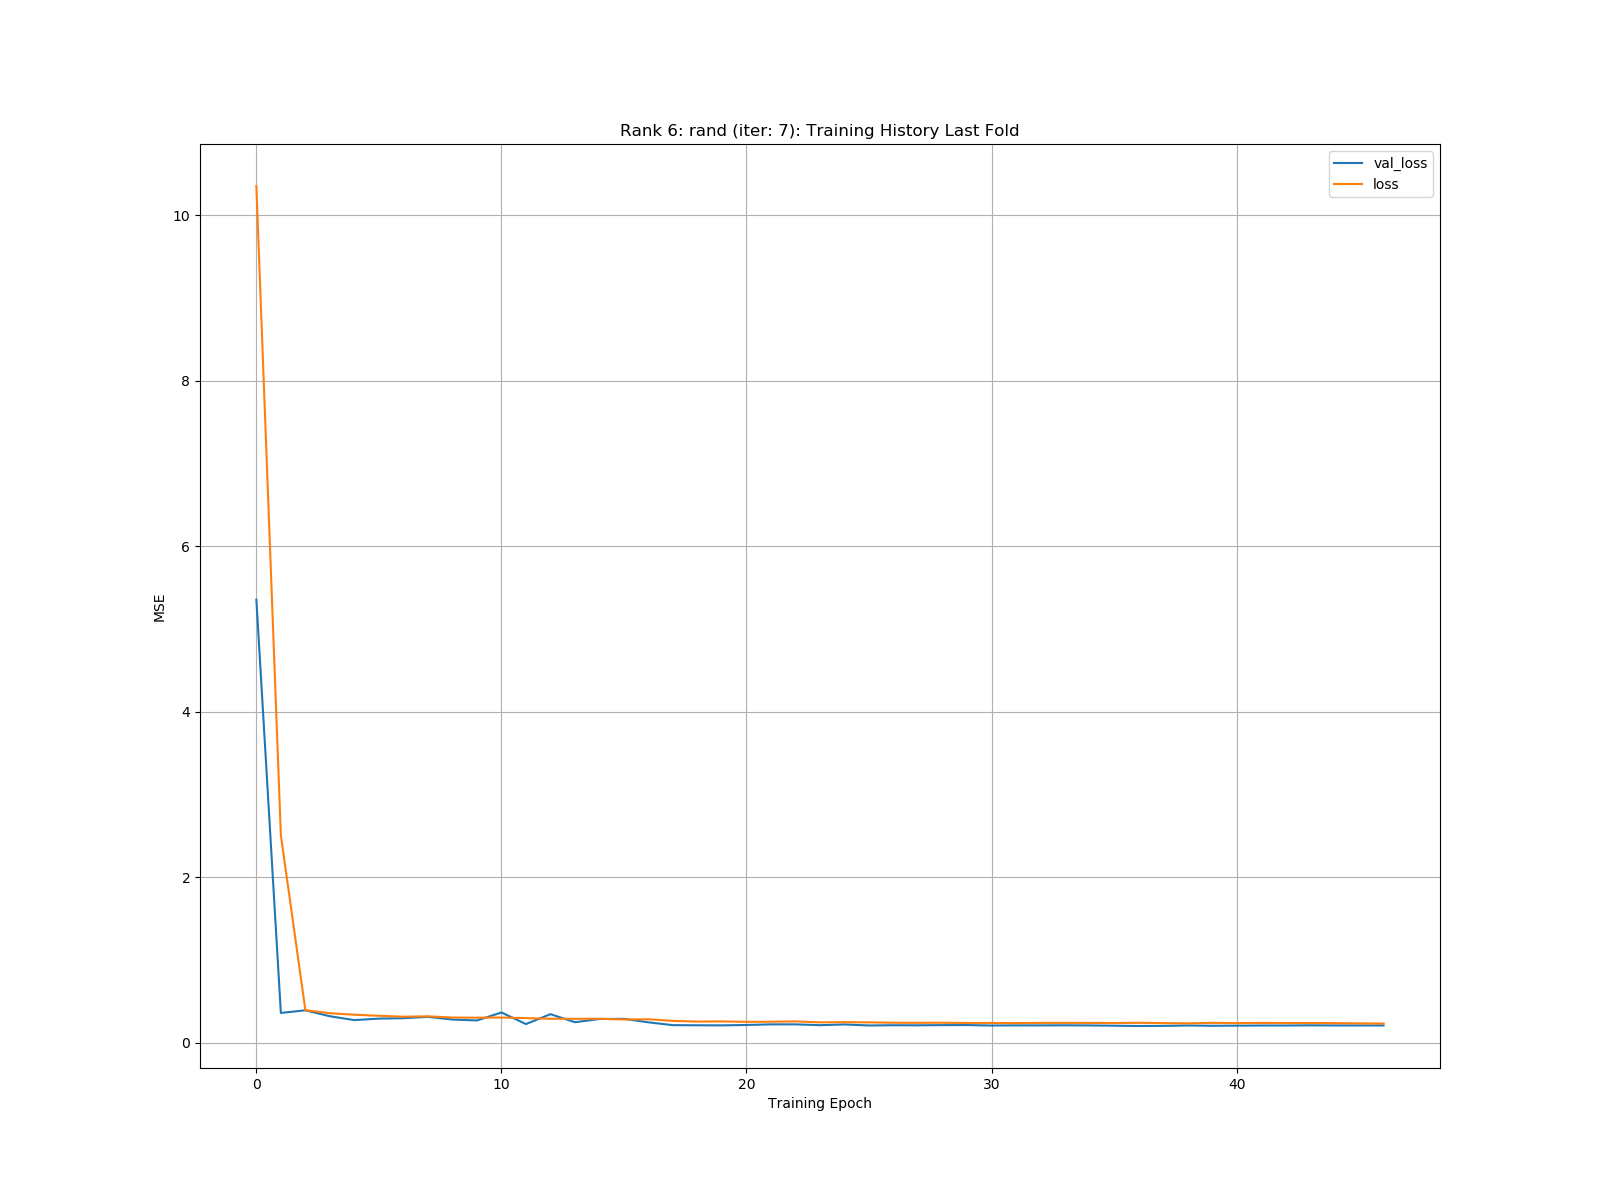 Rank 6: rand (iter: 7): Training History Last Fold
val_loss
loss
10
8
6
4
2
0
MSE
0 10 20 30 40
Training Epoch